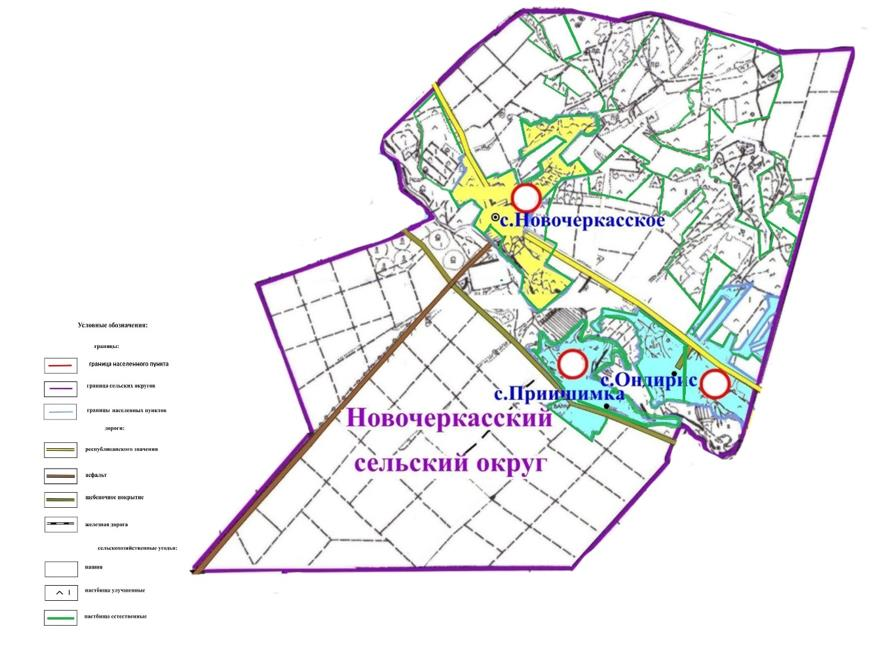 с.Новочеркасское
с.Ондирис
с.Приишимка
Новочеркасский
сельский округ
Условные обозначения:
границы:
граница населенного пункта
граница сельских округов
границы населенных пунктов
дороги:
республиканского значения
асфальт
щебеночное покрытие
железная дорога
сельскохозяйственные угодья:
пашни
пастбища улучшенные
пастбища естественные